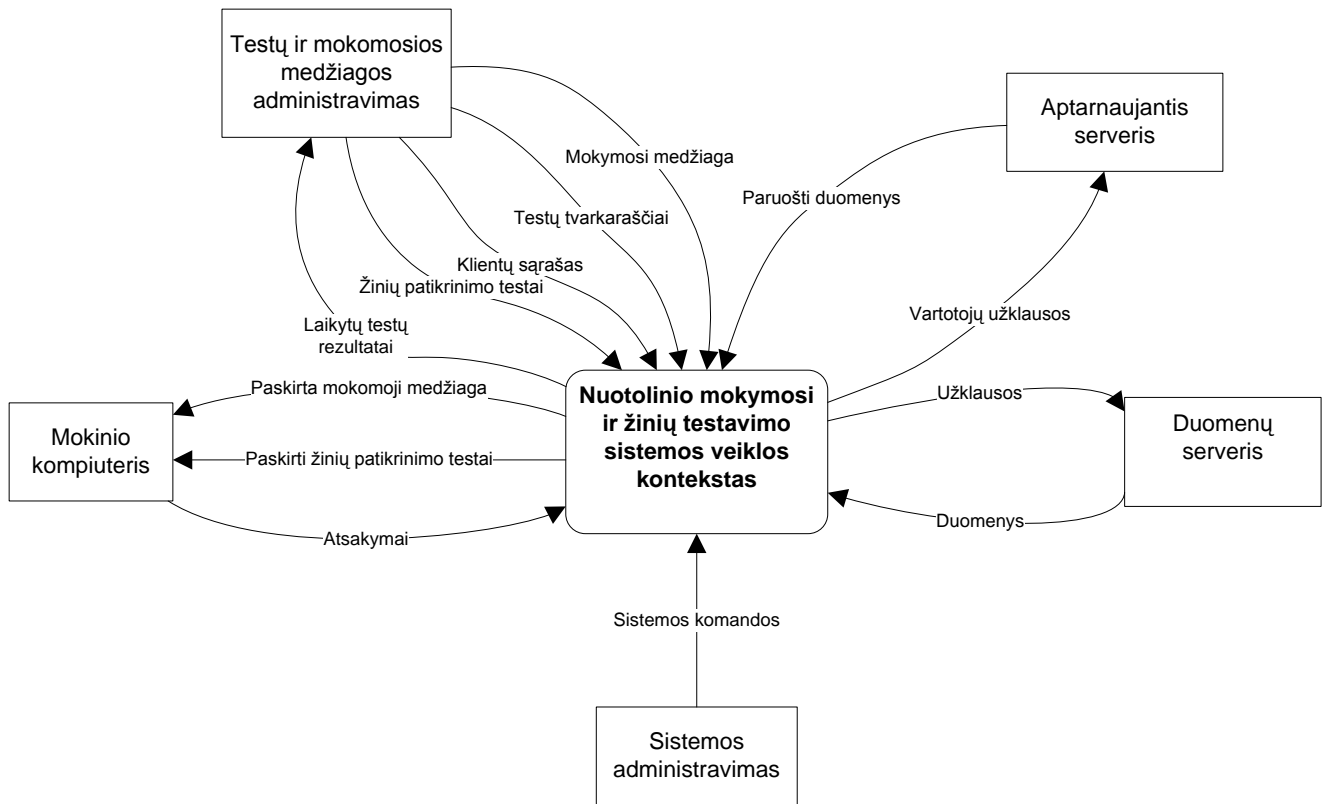 Testų ir mokomosios
medžiagos
administravimas
Aptarnaujantis
serveris
Mokymosi medžiaga
Paruošti duomenys
Testų tvarkaraščiai
Klientų sąrašas
Žinių patikrinimo testai
Laikytų testų
rezultatai
Vartotojų užklausos
Paskirta mokomoji medžiaga
Nuotolinio mokymosi
ir žinių testavimo
sistemos veiklos
kontekstas
Užklausos
Mokinio
kompiuteris
Paskirti žinių patikrinimo testai
Duomenų
serveris
Atsakymai
Duomenys
Sistemos komandos
Sistemos
administravimas